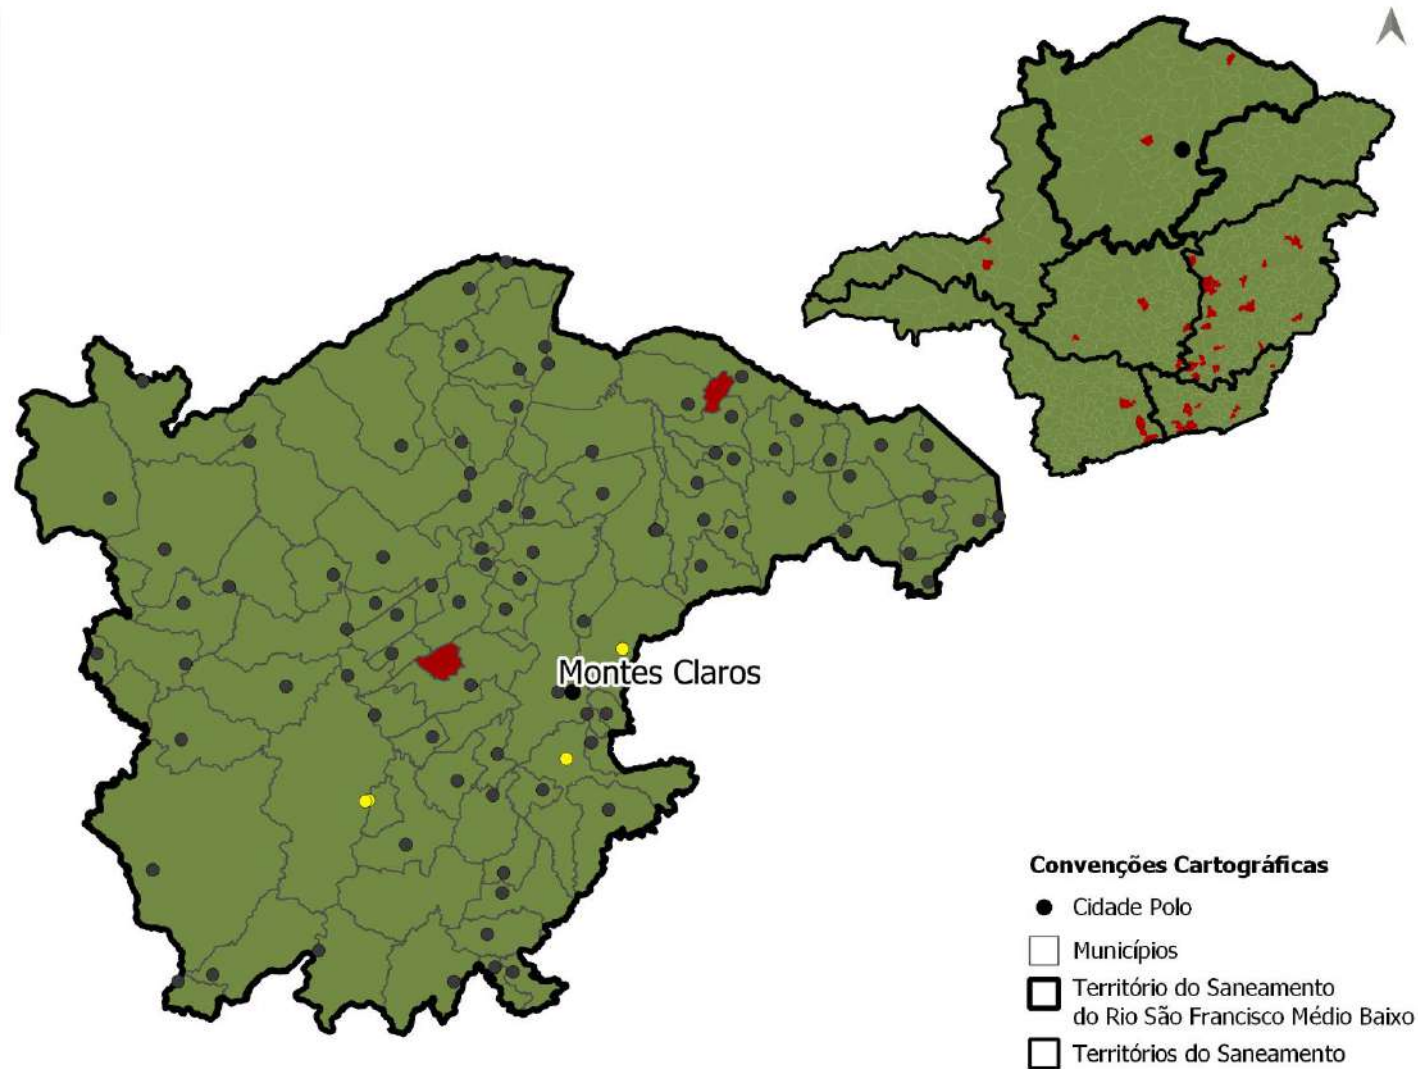 Montes Claros
Convenções Cartográficas
Cidade Polo
Municípios
Território do Saneamento
do Rio São Francisco Médio Baixo
Territórios do Saneamento